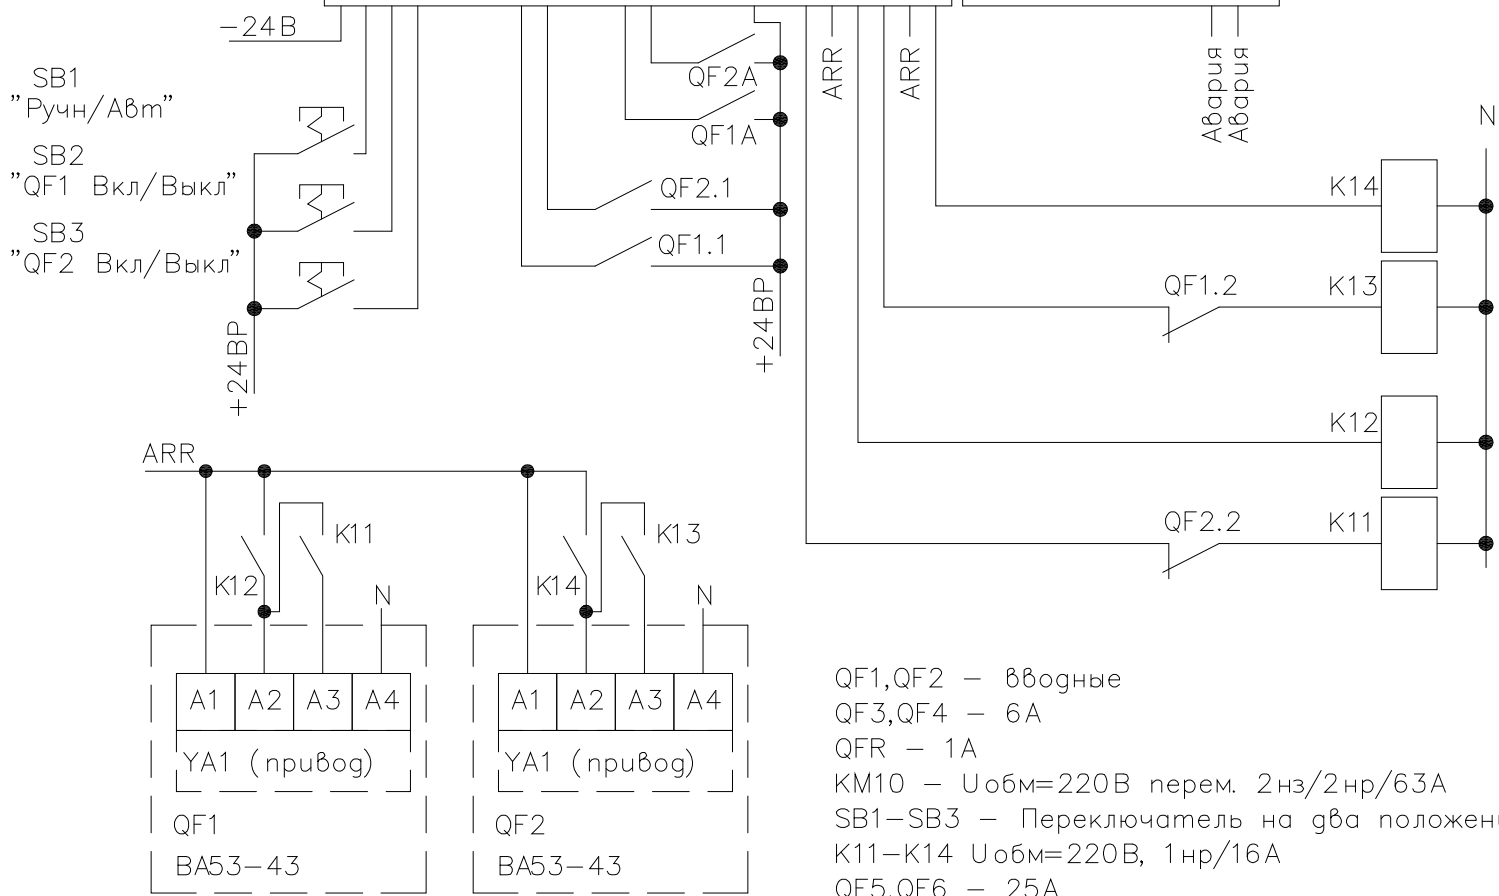 -24В
SB1
"Ручн/Авт"
SB2
"QF1 Вкл/Выкл"
SB3
"QF2 Вкл/Выкл"
+24ВР
QF2A
QF1A
QF2.1
QF1.1
+24ВР
ARR
ARR
Авария
Авария
N
K14
QF1.2
K13
K12
QF2.2
K11
ARR
K11
K12
N
K13
K14
N
A1 A2 A3 A4
YA1 (привод)
QF1
ВА53-43
A1 A2 A3 A4
YA1 (привод)
QF2
ВА53-43
QF1,QF2 - вводные
QF3,QF4 - 6А
QFR - 1А
KM10 - Uобм=220В перем. 2нз/2нр/63А
SB1-SB3 - Переключатель на два
K11-K14 Uобм=220В, 1нр/16А
QF5,QF6 - 25А